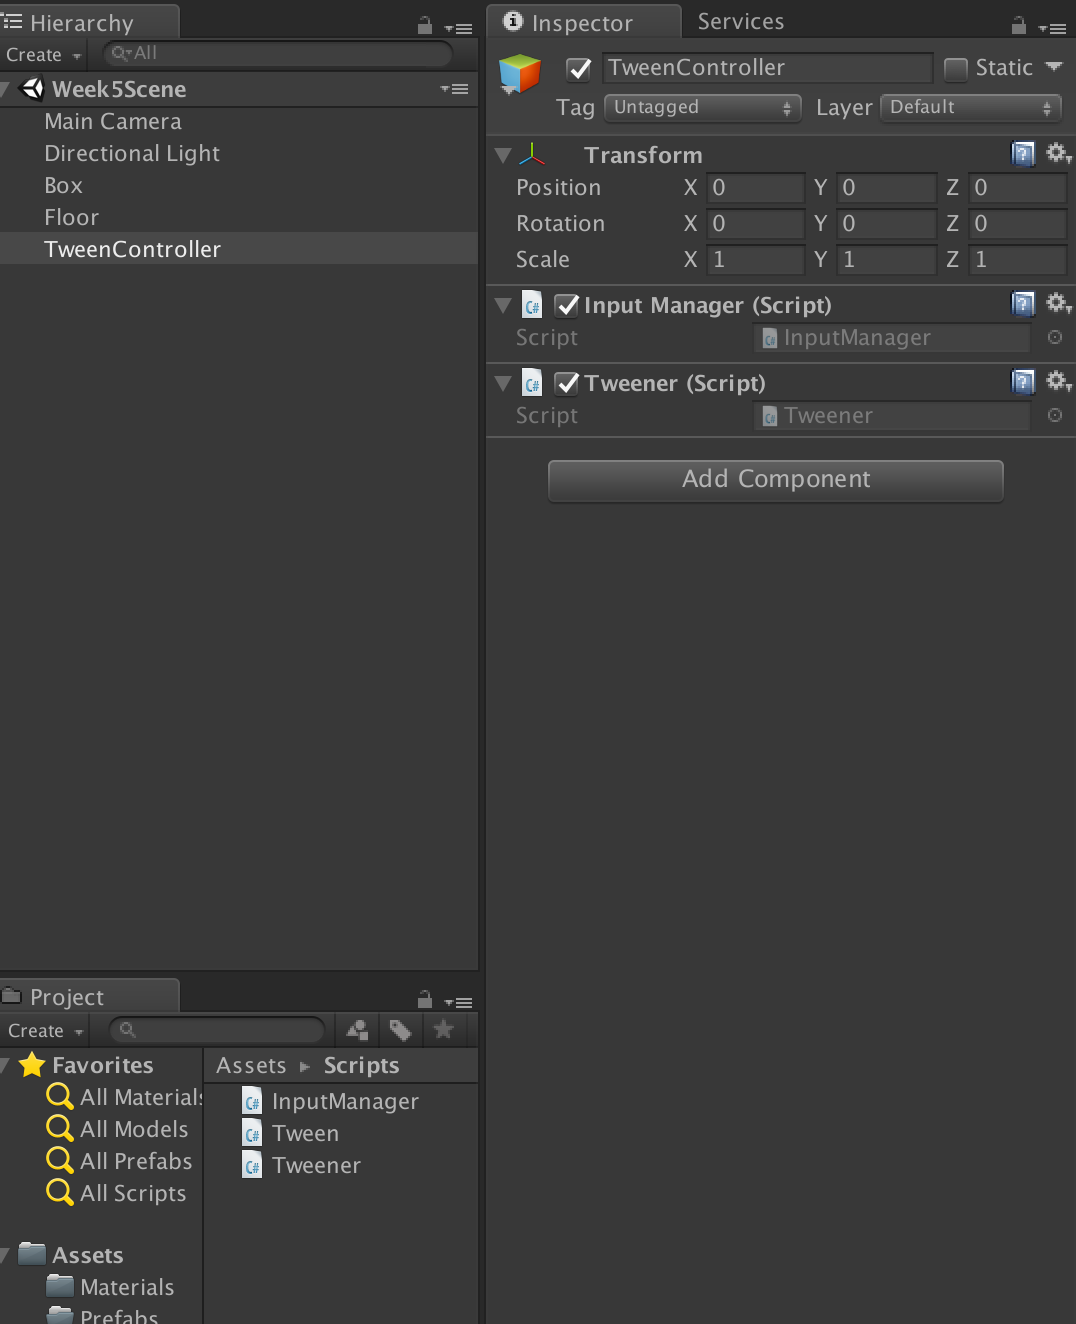 Hierarchy
Create
All
Week5Scene
Main Camera
Directional Light
Box
Floor
TweenController
Inspector Services
TweenController Static
Tag Untagged Layer Default
Transform
Position X 0 Y 0 Z 0
Rotation X 0 Y 0 Z 0
Scale X 1 Y 1 Z 1
C# Input Manager (Script)
Script C# InputManager
C# Tweener (Script)
Script C# Tweener
Add Component
Project
Create
Favorites
All Materials
All Models
All Prefabs
All Scripts
Assets
Materials
Prefabs
Assets Scripts
C# InputManager
C# Tween
C# Tweener